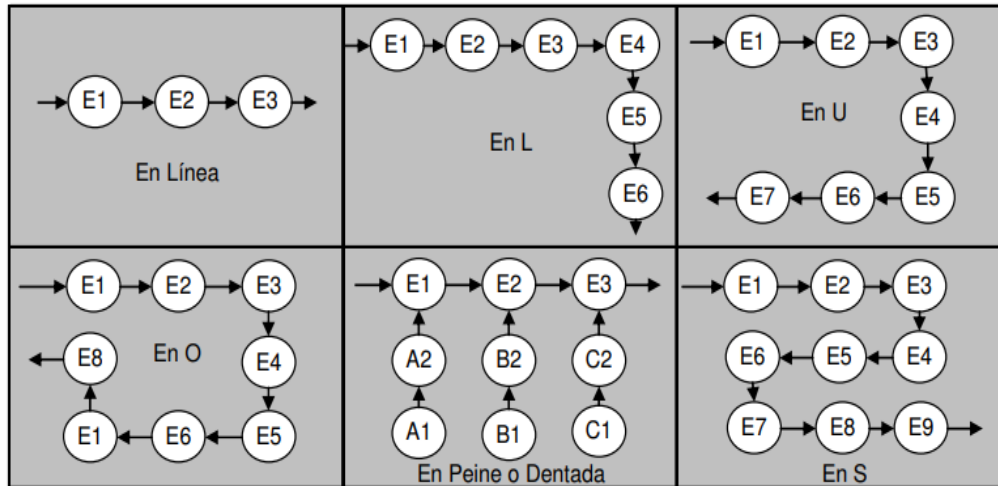 E1 E2 E3
En Línea
E1 E2 E3 E4
E5
En L
E6
E1 E2 E3
En U
E4
E7 E6 E5
E1 E2 E3
E8 En O E4
E1 E6 E5
E1 E2 E3
A2 B2 C2
A1 B1 C1
En Peine o Dentada
E1 E2 E3
E6 E5 E4
E7 E8 E9
En S